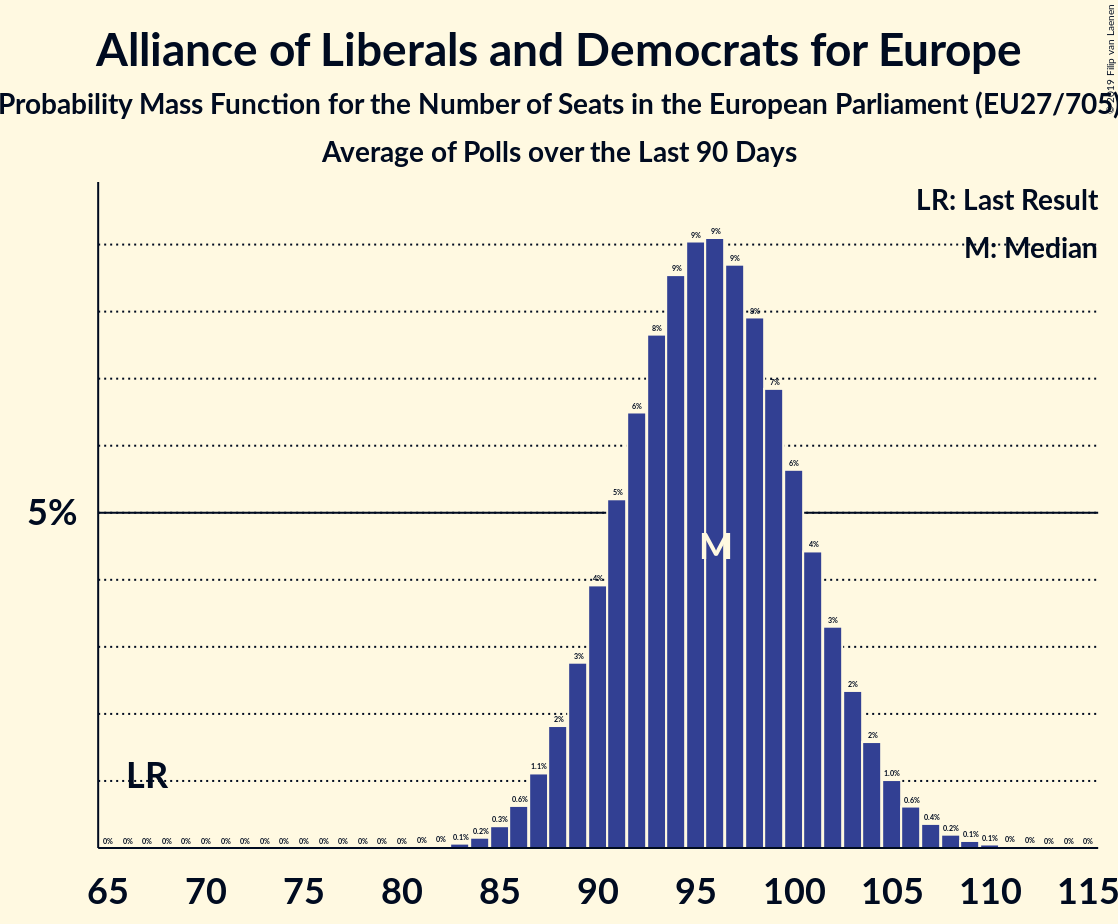 Alliance of Liberals and Democrats for Europe
Probability Mass Function for the Number of Seats in the European Parliament (EU27/705)
Average of Polls over the Last 90 Days
© 2019 Filip van Laenen
LR: Last Result
M: Median
5%
LR
M
0% 0% 0% 0% 0% 0% 0% 0% 0% 0% 0% 0% 0% 0% 0% 0% 0% 0% 0.1% 0.2% 0.3% 0.6% 1.1% 2% 3% 4% 5% 6% 8% 9% 9% 9% 9% 8% 7% 6% 4% 3% 2% 2% 1.0% 0.6% 0.4% 0.2% 0.1% 0.1% 0% 0% 0% 0% 0%
65 70 75 80 85 90 95 100 105 110 115